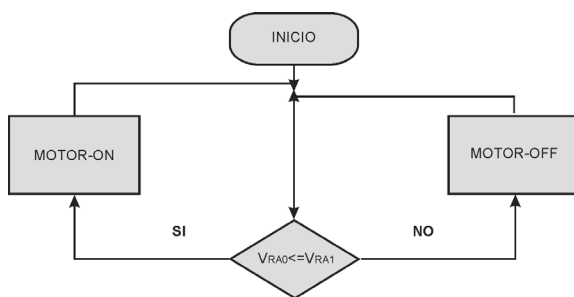 INICIO
MOTOR-ON
MOTOR-OFF
SI
NO
VRA0<=VRA1